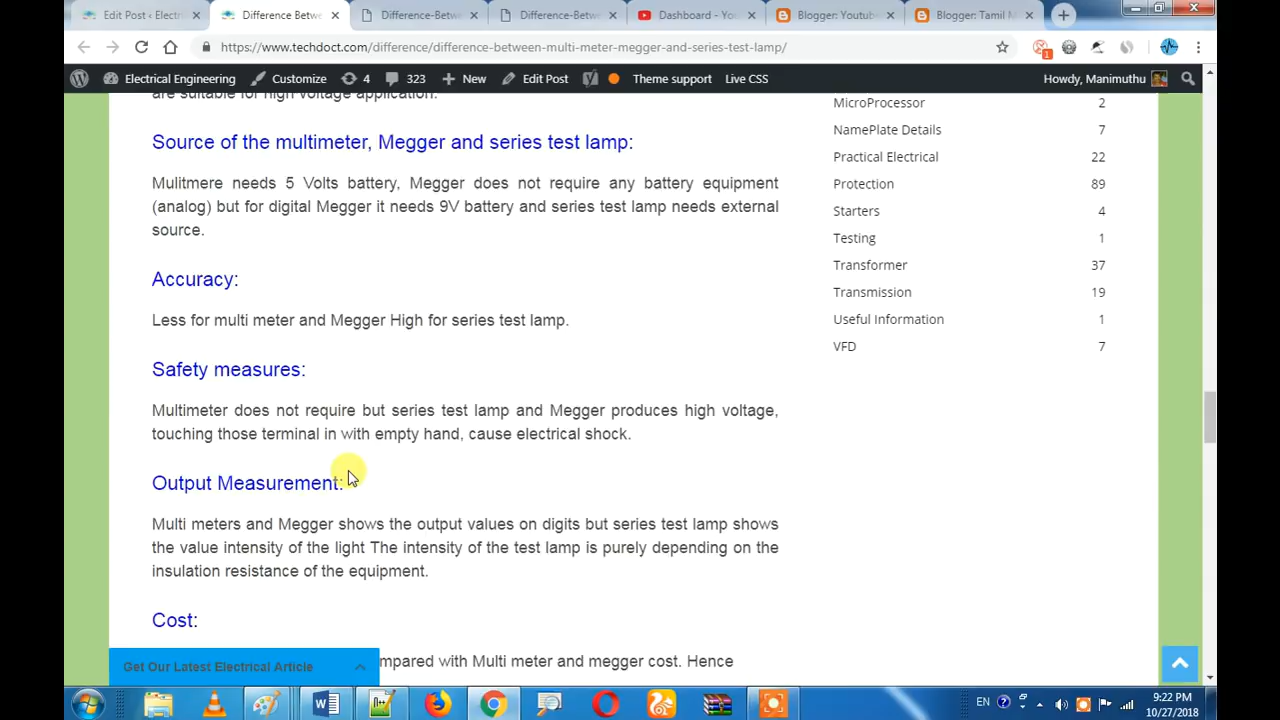 Edit Post ‹ Electri
Difference Betwe
Difference-Betwe
Difference-Betwe
Dashboard - You
Blogger: Youtub
Blogger: Tamil M
https://www.techdoct.com/difference/difference-between-multi-meter-megger-and-series-test-lamp/
1
Electrical Engineering
Customize
4
323
New
Edit Post
Theme support
Live CSS
Howdy, Manimuthu
are suitable for high voltage application.
Source of the multimeter, Megger and series test lamp:
Mulitmere needs 5 Volts battery, Megger does not require any battery equipment
(analog) but for digital Megger it needs 9V battery and series test lamp needs external
source.
Accuracy:
Less for multi meter and Megger High for series test lamp.
Safety measures:
Multimeter does not require but series test lamp and Megger produces high voltage,
touching those terminal in with empty hand, cause electrical shock.
Output Measurement:
Multi meters and Megger shows the output values on digits but series test lamp shows
the value intensity of the light The intensity of the test lamp is purely depending on the
insulation resistance of the equipment.
Cost:
mpared with Multi meter and megger cost. Hence
Get Our Latest Electrical Article
MicroProcessor 2
NamePlate Details 7
Practical Electrical 22
Protection 89
Starters 4
Testing 1
Transformer 37
Transmission 19
Useful Information 1
VFD 7
EN
9:22 PM
10/27/2018